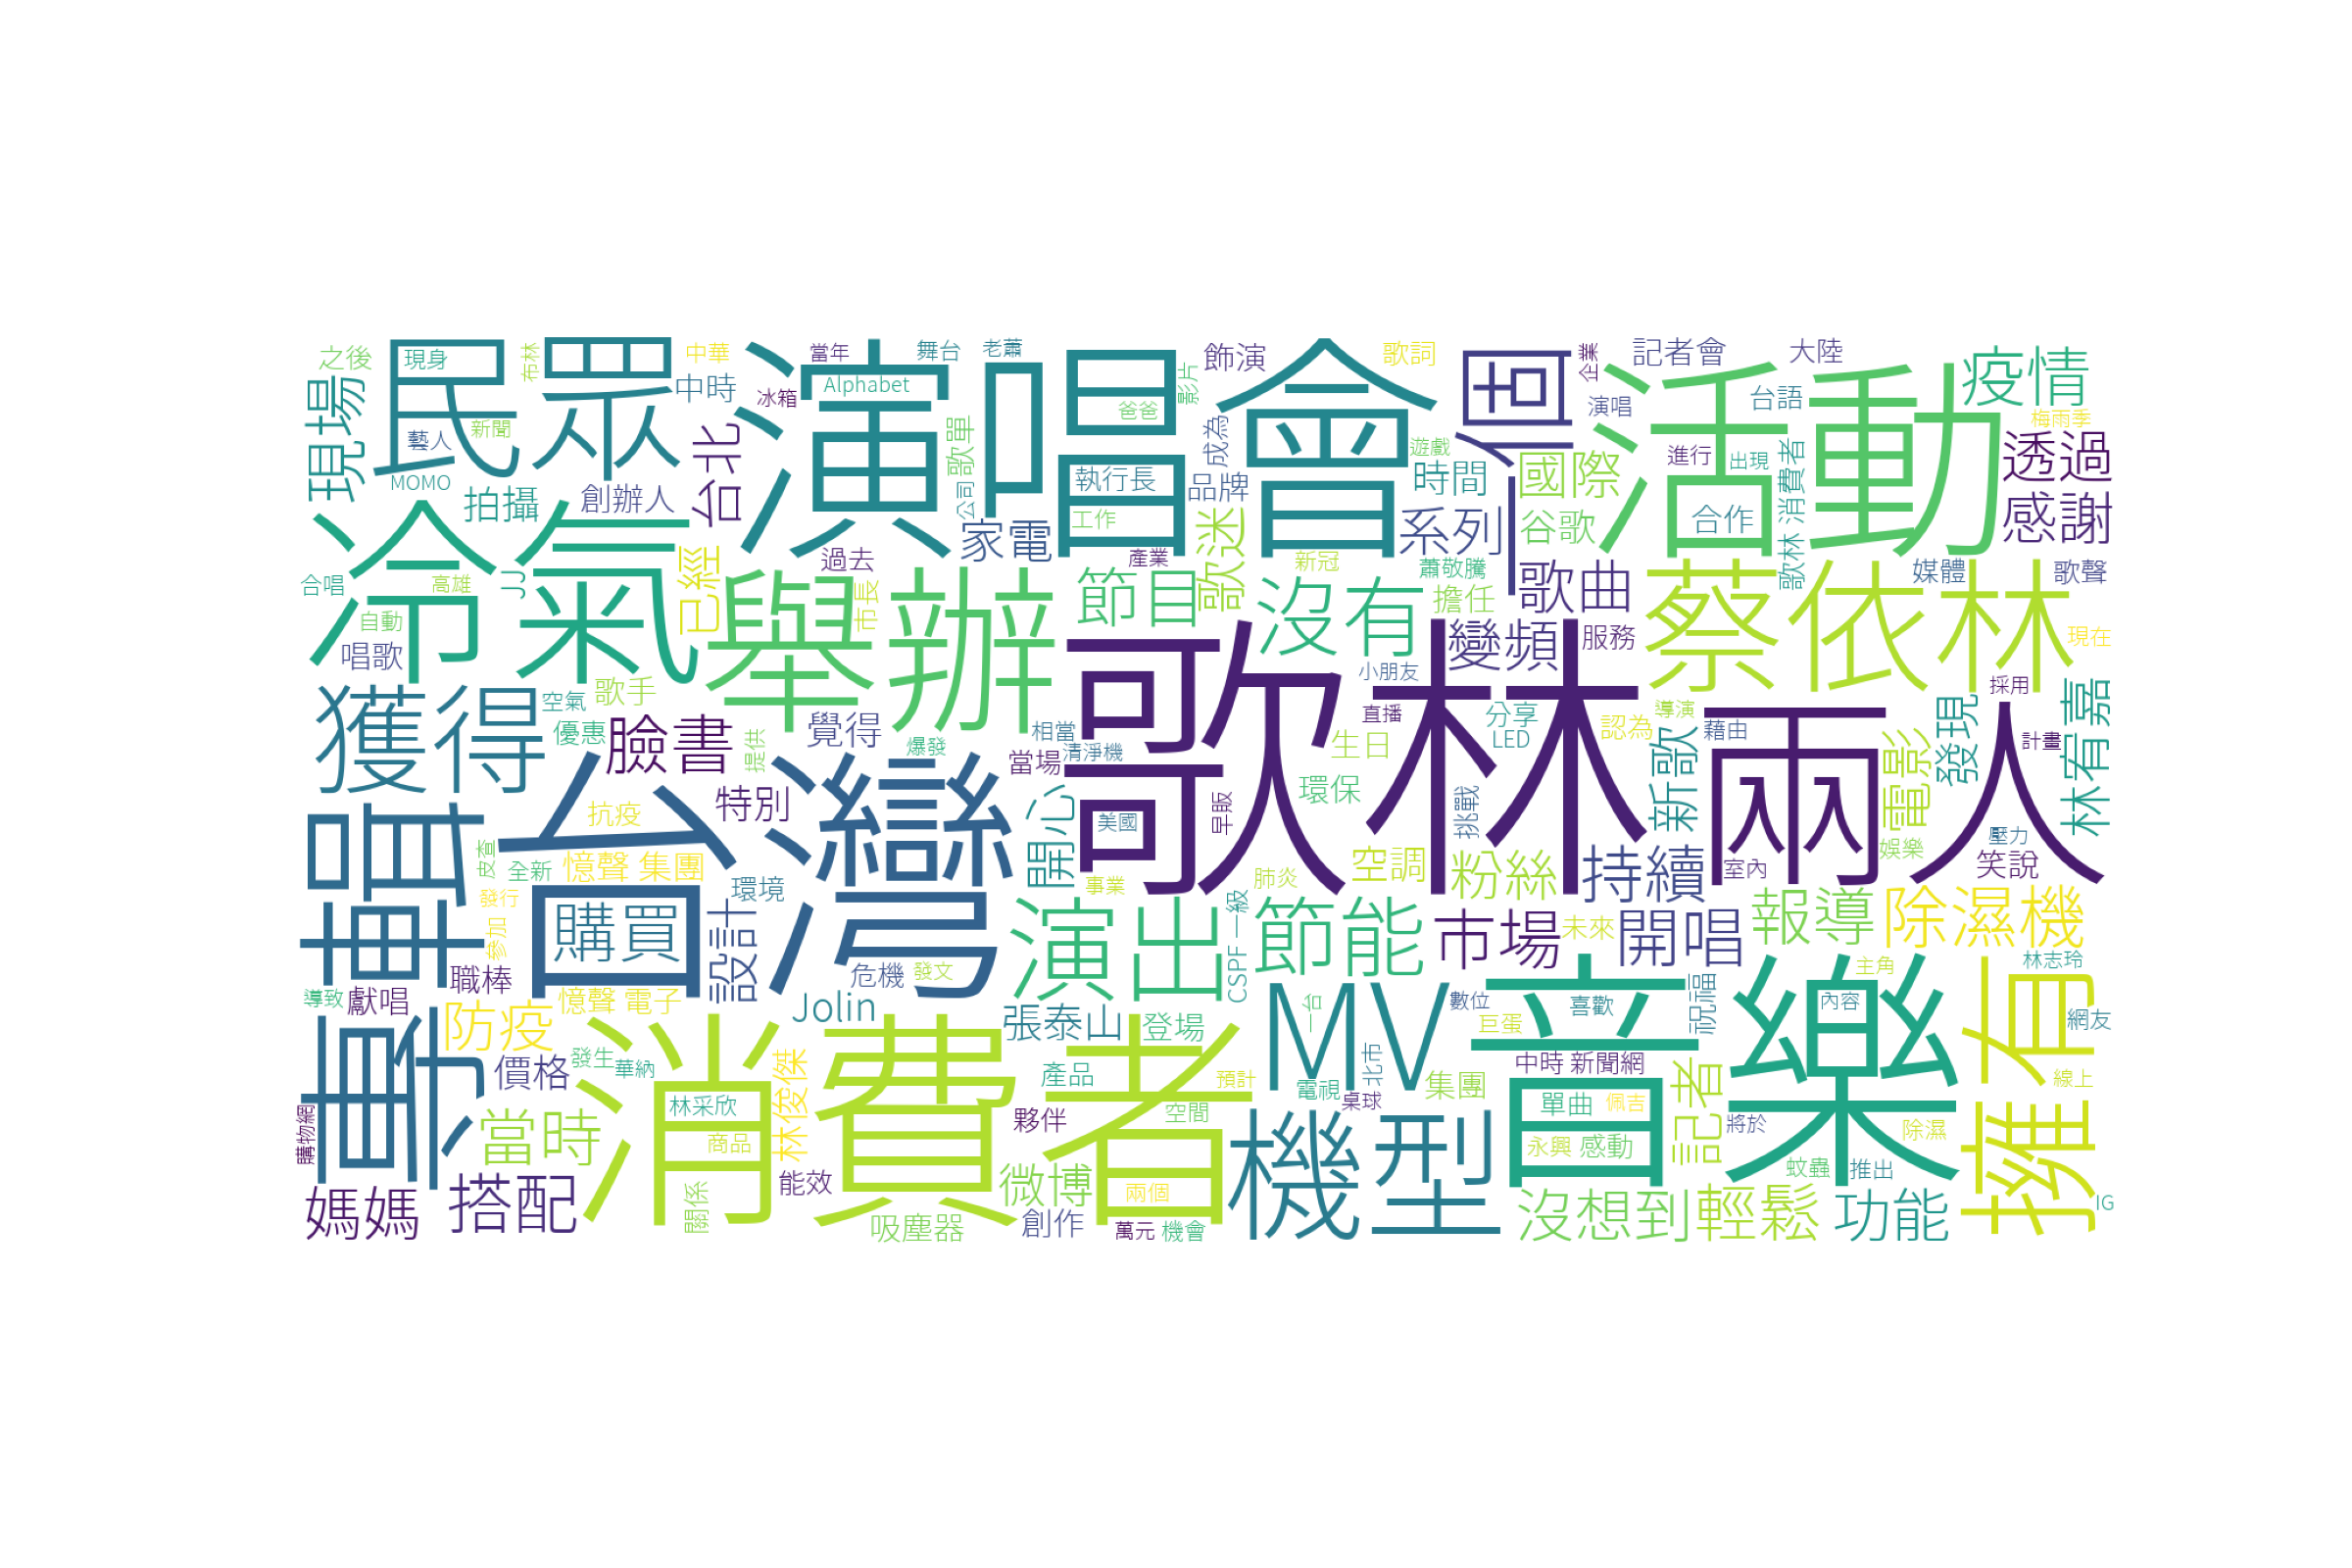 民眾
演唱會
一個
活動
疫情
透過
感謝
冷氣
舉辦
歌林
兩人
蔡依林
台灣
獲得
專輯
國際
消費者
音樂
MV
機型
擁有
現場
之後
現身
布林
中華
中時
當年
舞台
老蕭
影片
飾演
歌詞
企業
記者會
大陸
台語
演唱
梅雨季
藝人
新聞
MOMO
拍攝
創辦人
台北
冰箱
Alphabet
爸爸
執行長
工作
公司
歌單
成為
品牌
遊戲
時間
系列
谷歌
進行
出現
合作
歌林 消費者
媒體
歌聲
家電
過去
產業
歌迷
新冠
蕭敬騰
擔任
歌曲
合唱
高雄
自動
唱歌
JJ
已經
市長
節目
沒有
變頻
服務
現在
小朋友
採用
空氣
歌手
優惠
臉書
提供
覺得
爆發
相當
清淨機
當場
直播
分享
LED
生日
認為
導演
藉由
新歌
電影
發現
計畫
林宥嘉
特別
抗疫
開心
美國
早販
環保
挑戰
空調
粉絲
持續
室內
娛樂
壓力
笑說
皮查
全新
憶聲 集團
環境
事業
肺炎
發行
參加
購買
設計
演出
CSPF 一級
節能
市場
未來
開唱
報導
除濕機
職棒
危機
發文
主角
林志玲
導致
獻唱
防疫
憶聲 電子
Jolin
張泰山
登場
一台
數位
巨蛋
喜歡
祝福
內容
網友
價格
發生
華納
林俊傑
產品
預計
電視
北市
桌球
集團
中時 新聞網
記者
線上
購物網
當時
林采欣
商品
夥伴
空間
單曲
佩吉
將於
除濕
永興
感動
媽媽
搭配
關係
能效
微博
兩個
蚊蟲
推出
吸塵器
創作
萬元
機會
沒想到
輕鬆
功能
IG